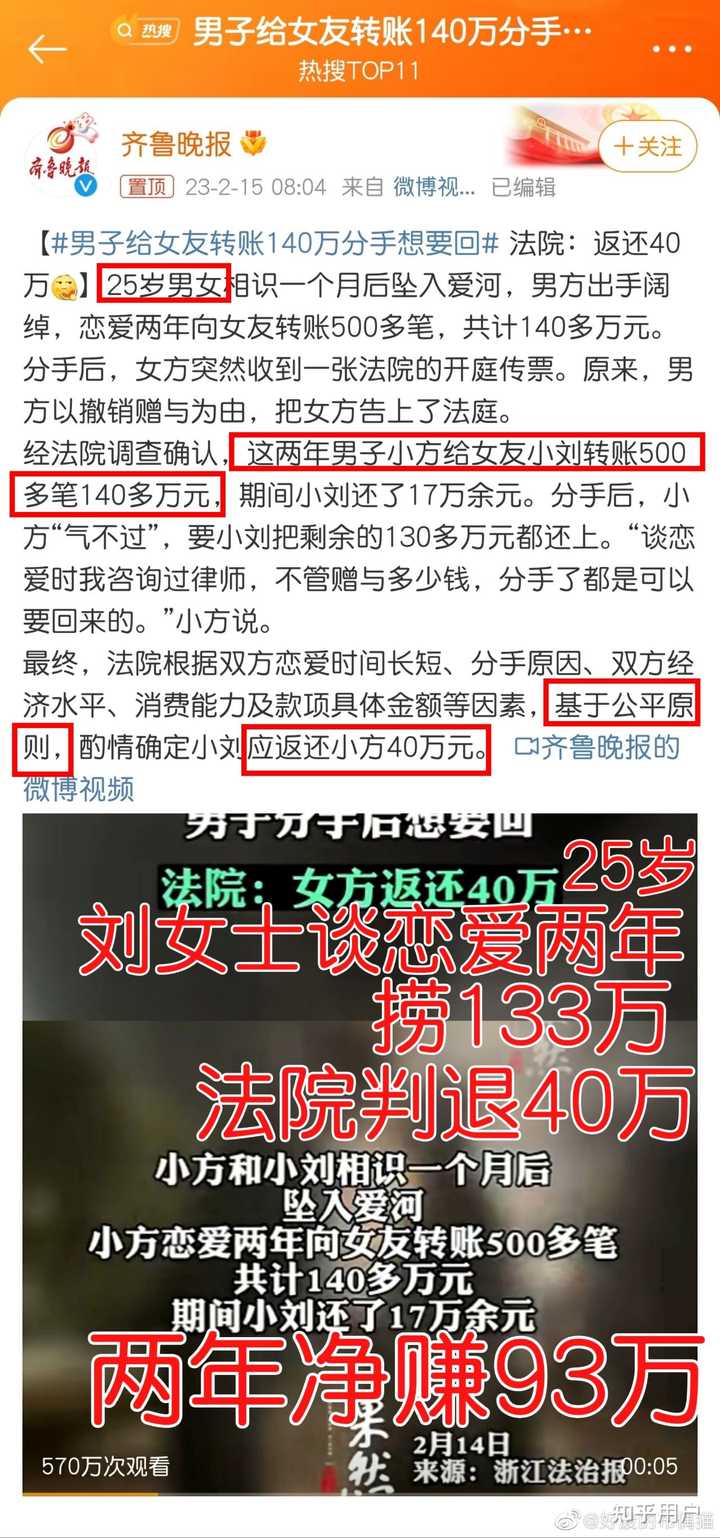 热搜 男子给女友转账140万分手…
热搜TOP11
齐鲁晚报
齐鲁晚报
+关注
置顶 23-2-15 08:04 来自 微博视... 已编辑
【#男子给女友转账140万分手想要回# 法院：返还40
万】25岁男女相识一个月后坠入爱河，男方出手阔
绰，恋爱两年向女友转账500多笔，共计140多万元。
分手后，女方突然收到一张法院的开庭传票。原来，男
方以撤销赠与为由，把女方告上了法庭。
经法院调查确认，这两年男子小方给女友小刘转账500
多笔140多万元，期间小刘还了17万余元。分手后，小
方“气不过”，要小刘把剩余的130多万元都还上。“谈恋
爱时我咨询过律师，不管赠与多少钱，分手了都是可以
要回来的。”小方说。
最终，法院根据双方恋爱时间长短、分手原因、双方经
济水平、消费能力及款项具体金额等因素，基于公平原
则，酌情确定小刘应返还小方40万元。 齐鲁晚报的
微博视频
男子分手后想要回
法院：女方返还40万
25岁
刘女士谈恋爱两年
捞133万
法院判退40万
小方和小刘相识一个月后
坠入爱河
小方恋爱两年向女友转账500多笔
共计140多万元
期间小刘还了17万余元
两年净赚93万
果然
2月14日
来源：浙江法治报
570万次观看
00:05
知乎用户